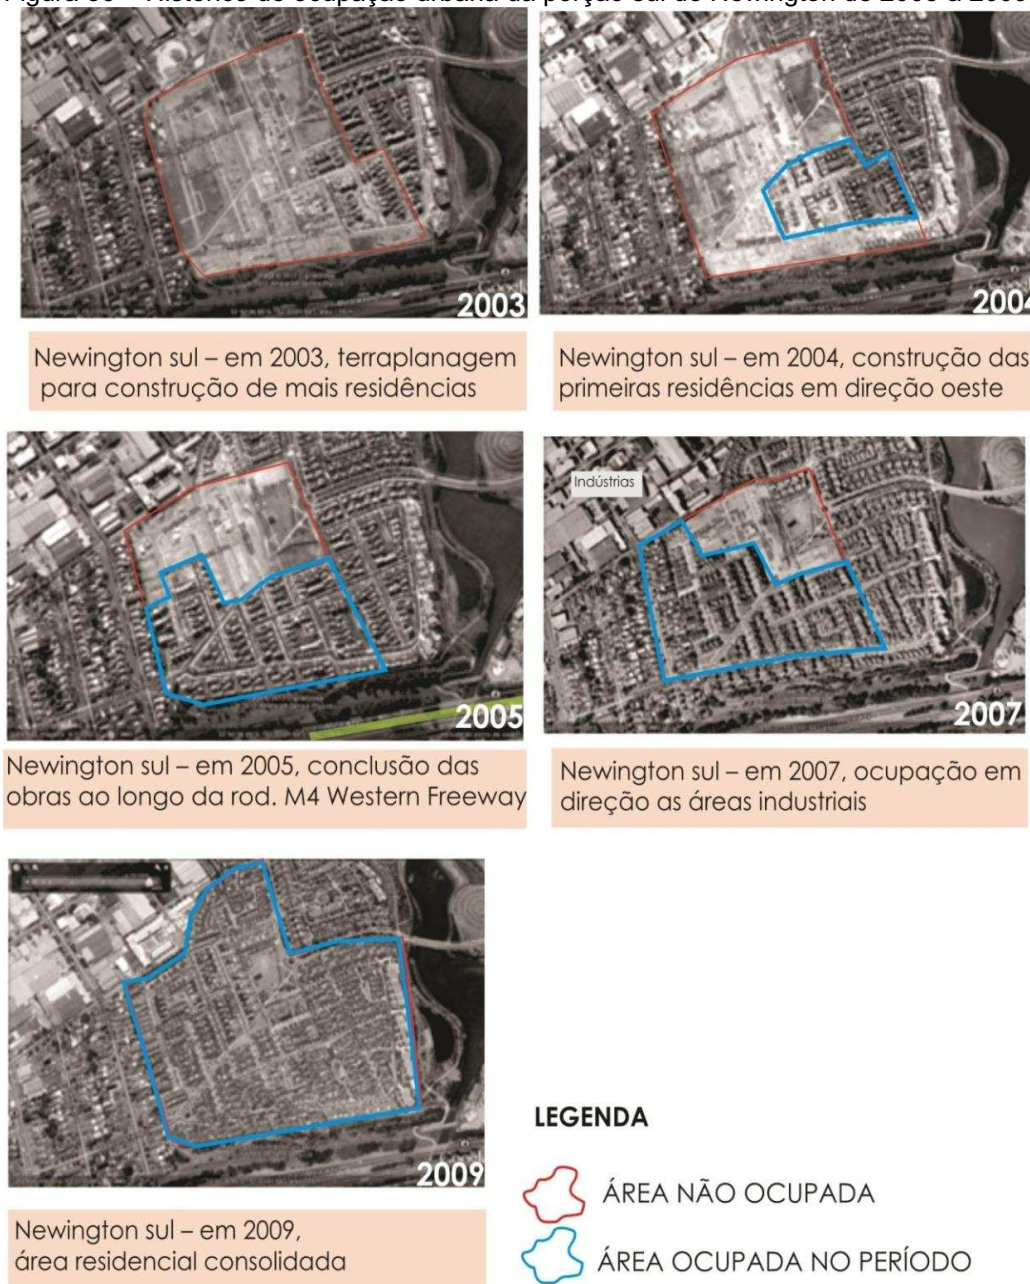 2003
2004
Newington sul – em 2003, terraplanagem
para construção de mais residências
Newington sul – em 2004, construção das
primeiras residências em direção oeste
Indústrias
2005
2007
Newington sul – em 2005, conclusão das
obras ao longo da rod. M4 Western Freeway
Newington sul – em 2007, ocupação em
direção as áreas industriais
2009
Newington sul – em 2009,
área residencial consolidada
LEGENDA
ÁREA NÃO OCUPADA
ÁREA OCUPADA NO PERÍODO